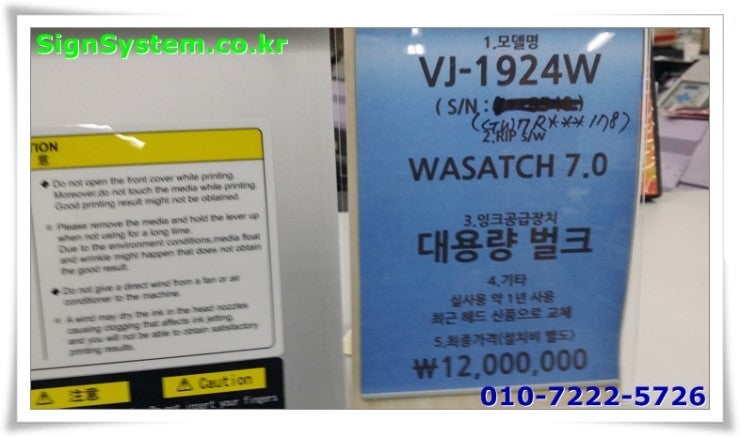 SignSystem.co.kr
TION
意
Do not open the front cover while printing.
Moreover,do not touch the media while printing.
Good printing result might not be obtained.
Please remove the media and hold the lever up
when not using for a long time.
Due to the environment conditions,media float
and wrinkle might happen that does not obtain
the good result.
Do not give a direct wind from a fan or air
conditioner to the machine.
A wind may dry the ink in the head nozzles
causing clogging that affects ink jetting,
and you will not be able to obtain satisfactory
printing results.
注意
Caution
Do not insert your fingers
1.모델명
VJ-1924W
(S/N :
2.RIP S/W
WASATCH 7.0
3.잉크공급장치
대용량 벌크
4.기타
실사용 약 1년 사용
최근 헤드 신품으로 교체
5.최종가격(설치비 별도)
₩12,000,000
010-7222-5726